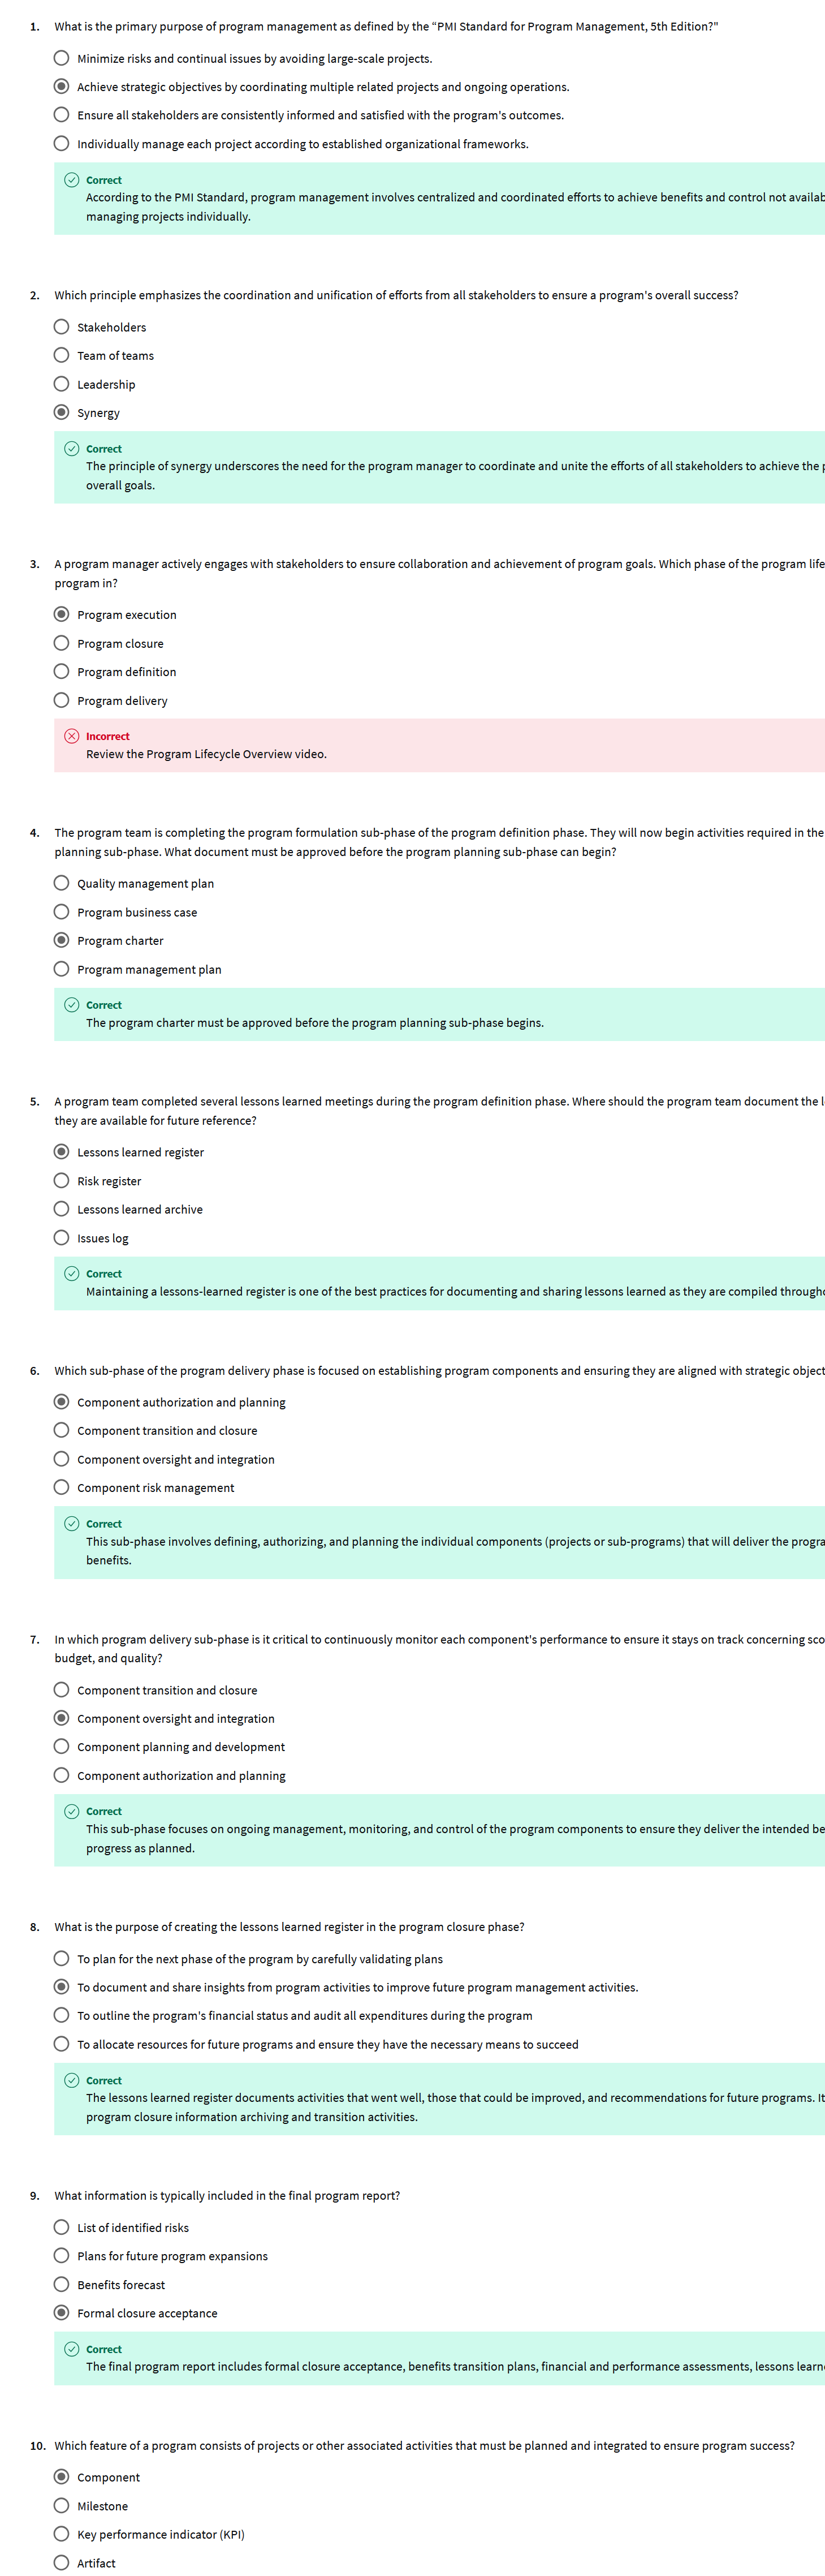 1. What is the primary purpose of program management as defined by the “PMI Standard for Program Management, 5th Edition?"
Minimize risks and continual issues by avoiding large-scale projects.
Achieve strategic objectives by coordinating multiple related projects and ongoing operations.
Ensure all stakeholders are consistently informed and satisfied with the program's outcomes.
Individually manage each project according to established organizational frameworks.
Correct
According to the PMI Standard, program management involves centralized and coordinated efforts to achieve benefits and control not availab
managing projects individually.
2. Which principle emphasizes the coordination and unification of efforts from all stakeholders to ensure a program's overall success?
Stakeholders
Team of teams
Leadership
Synergy
Correct
The principle of synergy underscores the need for the program manager to coordinate and unite the efforts of all stakeholders to achieve the p
overall goals.
3. A program manager actively engages with stakeholders to ensure collaboration and achievement of program goals. Which phase of the program life
program in?
Program execution
Program closure
Program definition
Program delivery
Incorrect
Review the Program Lifecycle Overview video.
4. The program team is completing the program formulation sub-phase of the program definition phase. They will now begin activities required in the
planning sub-phase. What document must be approved before the program planning sub-phase can begin?
Quality management plan
Program business case
Program charter
Program management plan
Correct
The program charter must be approved before the program planning sub-phase begins.
5. A program team completed several lessons learned meetings during the program definition phase. Where should the program team document the l
they are available for future reference?
Lessons learned register
Risk register
Lessons learned archive
Issues log
Correct
Maintaining a lessons-learned register is one of the best practices for documenting and sharing lessons learned as they are compiled througho
6. Which sub-phase of the program delivery phase is focused on establishing program components and ensuring they are aligned with strategic object
Component authorization and planning
Component transition and closure
Component oversight and integration
Component risk management
Correct
This sub-phase involves defining, authorizing, and planning the individual components (projects or sub-programs) that will deliver the progra
benefits.
7. In which program delivery sub-phase is it critical to continuously monitor each component's performance to ensure it stays on track concerning sco
budget, and quality?
Component transition and closure
Component oversight and integration
Component planning and development
Component authorization and planning
Correct
This sub-phase focuses on ongoing management, monitoring, and control of the program components to ensure they deliver the intended be
progress as planned.
8. What is the purpose of creating the lessons learned register in the program closure phase?
To plan for the next phase of the program by carefully validating plans
To document and share insights from program activities to improve future program management activities.
To outline the program's financial status and audit all expenditures during the program
To allocate resources for future programs and ensure they have the necessary means to succeed
Correct
The lessons learned register documents activities that went well, those that could be improved, and recommendations for future programs. It
program closure information archiving and transition activities.
9. What information is typically included in the final program report?
List of identified risks
Plans for future program expansions
Benefits forecast
Formal closure acceptance
Correct
The final program report includes formal closure acceptance, benefits transition plans, financial and performance assessments, lessons learn
10. Which feature of a program consists of projects or other associated activities that must be planned and integrated to ensure program success?
Component
Milestone
Key performance indicator (KPI)
Artifact